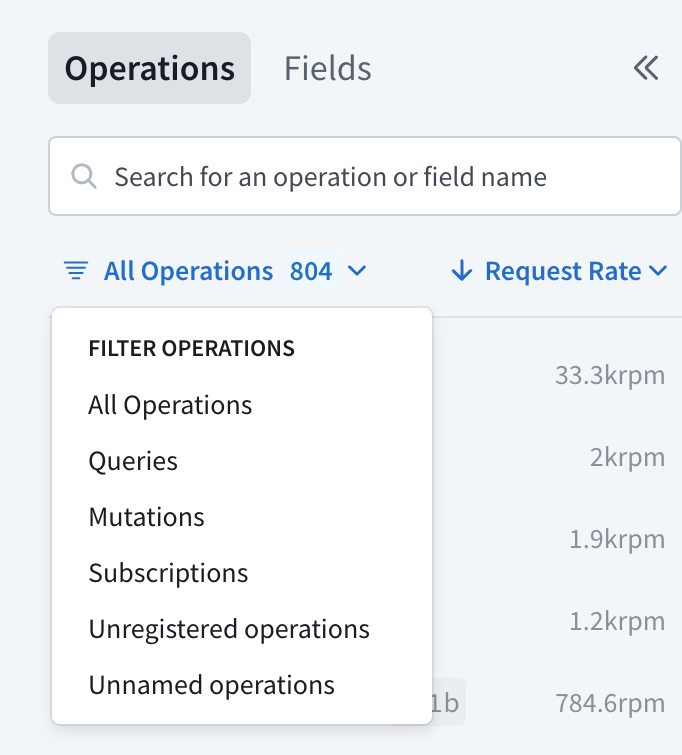 Operations Fields
Search for an operation or field name
All Operations 804 Request Rate
FILTER OPERATIONS
All Operations
Queries
Mutations
Subscriptions
Unregistered operations
Unnamed operations
33.3krpm
2krpm
1.9krpm
1.2krpm
1b 784.6rpm